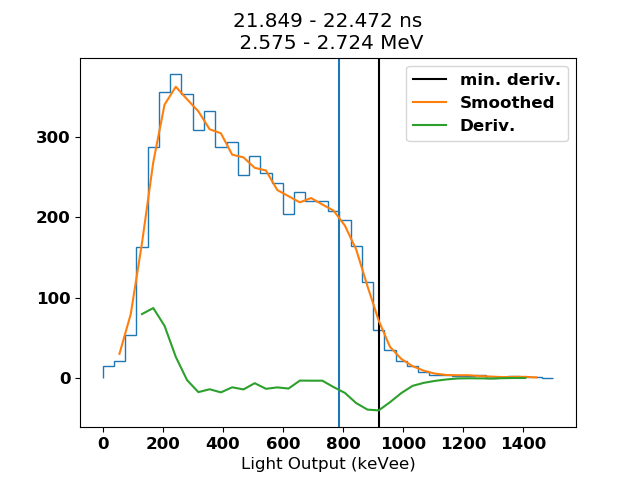 21.849 - 22.472 ns
2.575 - 2.724 MeV
min. deriv.
Smoothed
Deriv.
300
200
100
0
0 200 400 600 800 1000 1200 1400
Light Output (keVee)